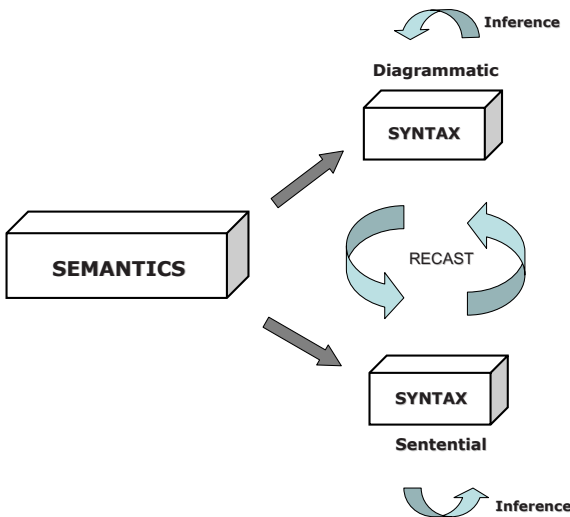 Inference
Diagrammatic
SYNTAX
SEMANTICS
RECAST
SYNTAX
Sentential
Inference